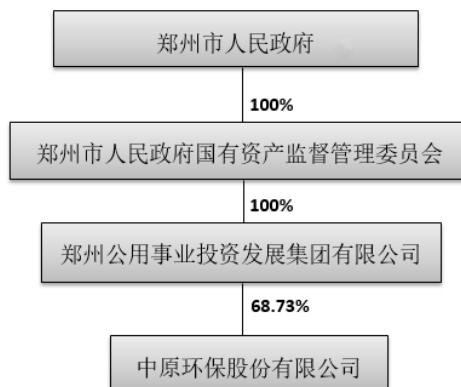 郑州市人民政府
100%
郑州市人民政府国有资产监督管理委员会
100%
郑州公用事业投资发展集团有限公司
68.73%
中原环保股份有限公司